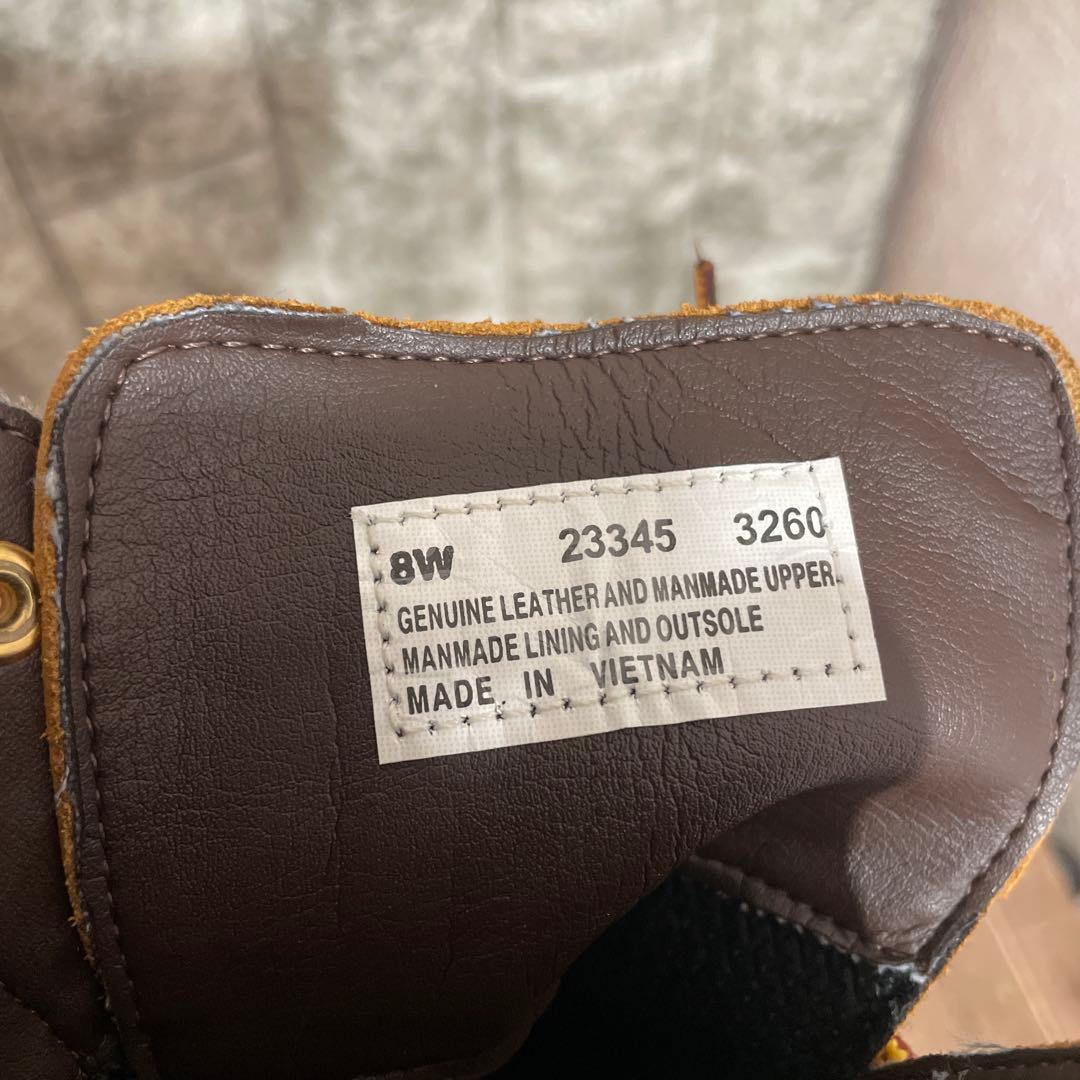 8W 23345 3260
GENUINE LEATHER AND MANMADE UPPER
MANMADE LINING AND OUTSOLE
MADE IN VIETNAM